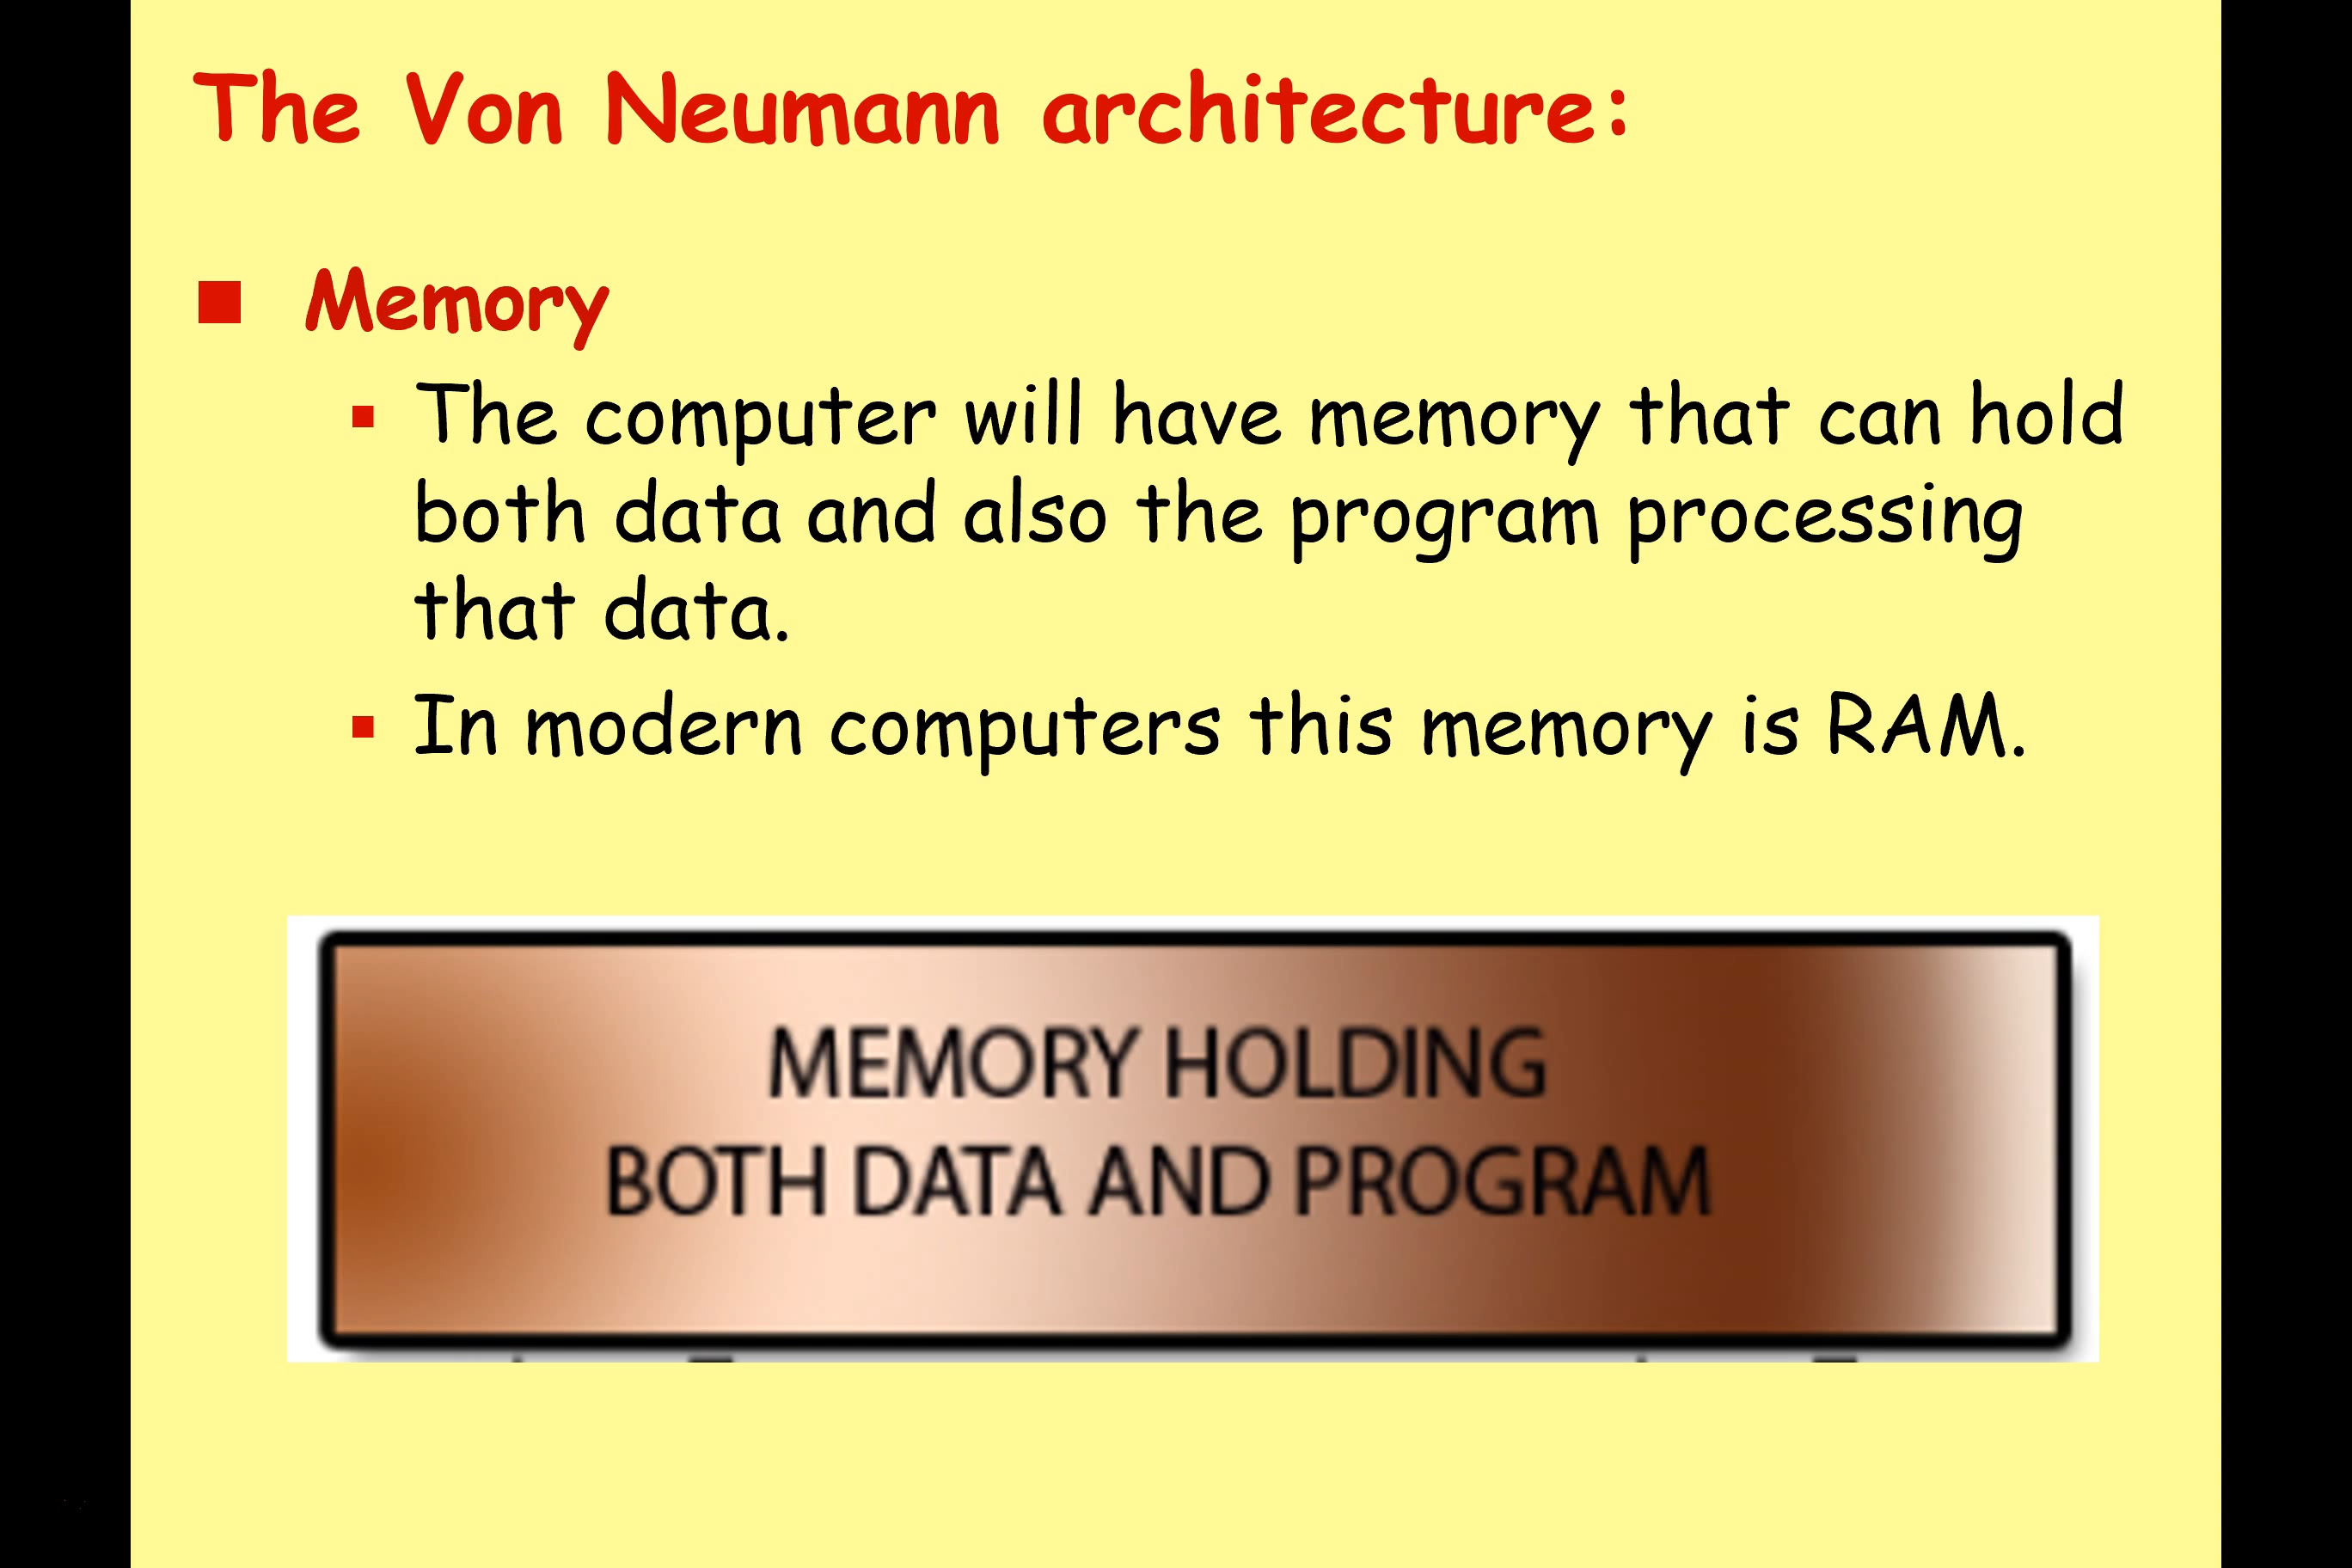 The Von Neumann architecture:
Memory
The computer will have memory that can hold
both data and also the program processing
that data.
In modern computers this memory is RAM.
MEMORY HOLDING
BOTH DATA AND PROGRAM